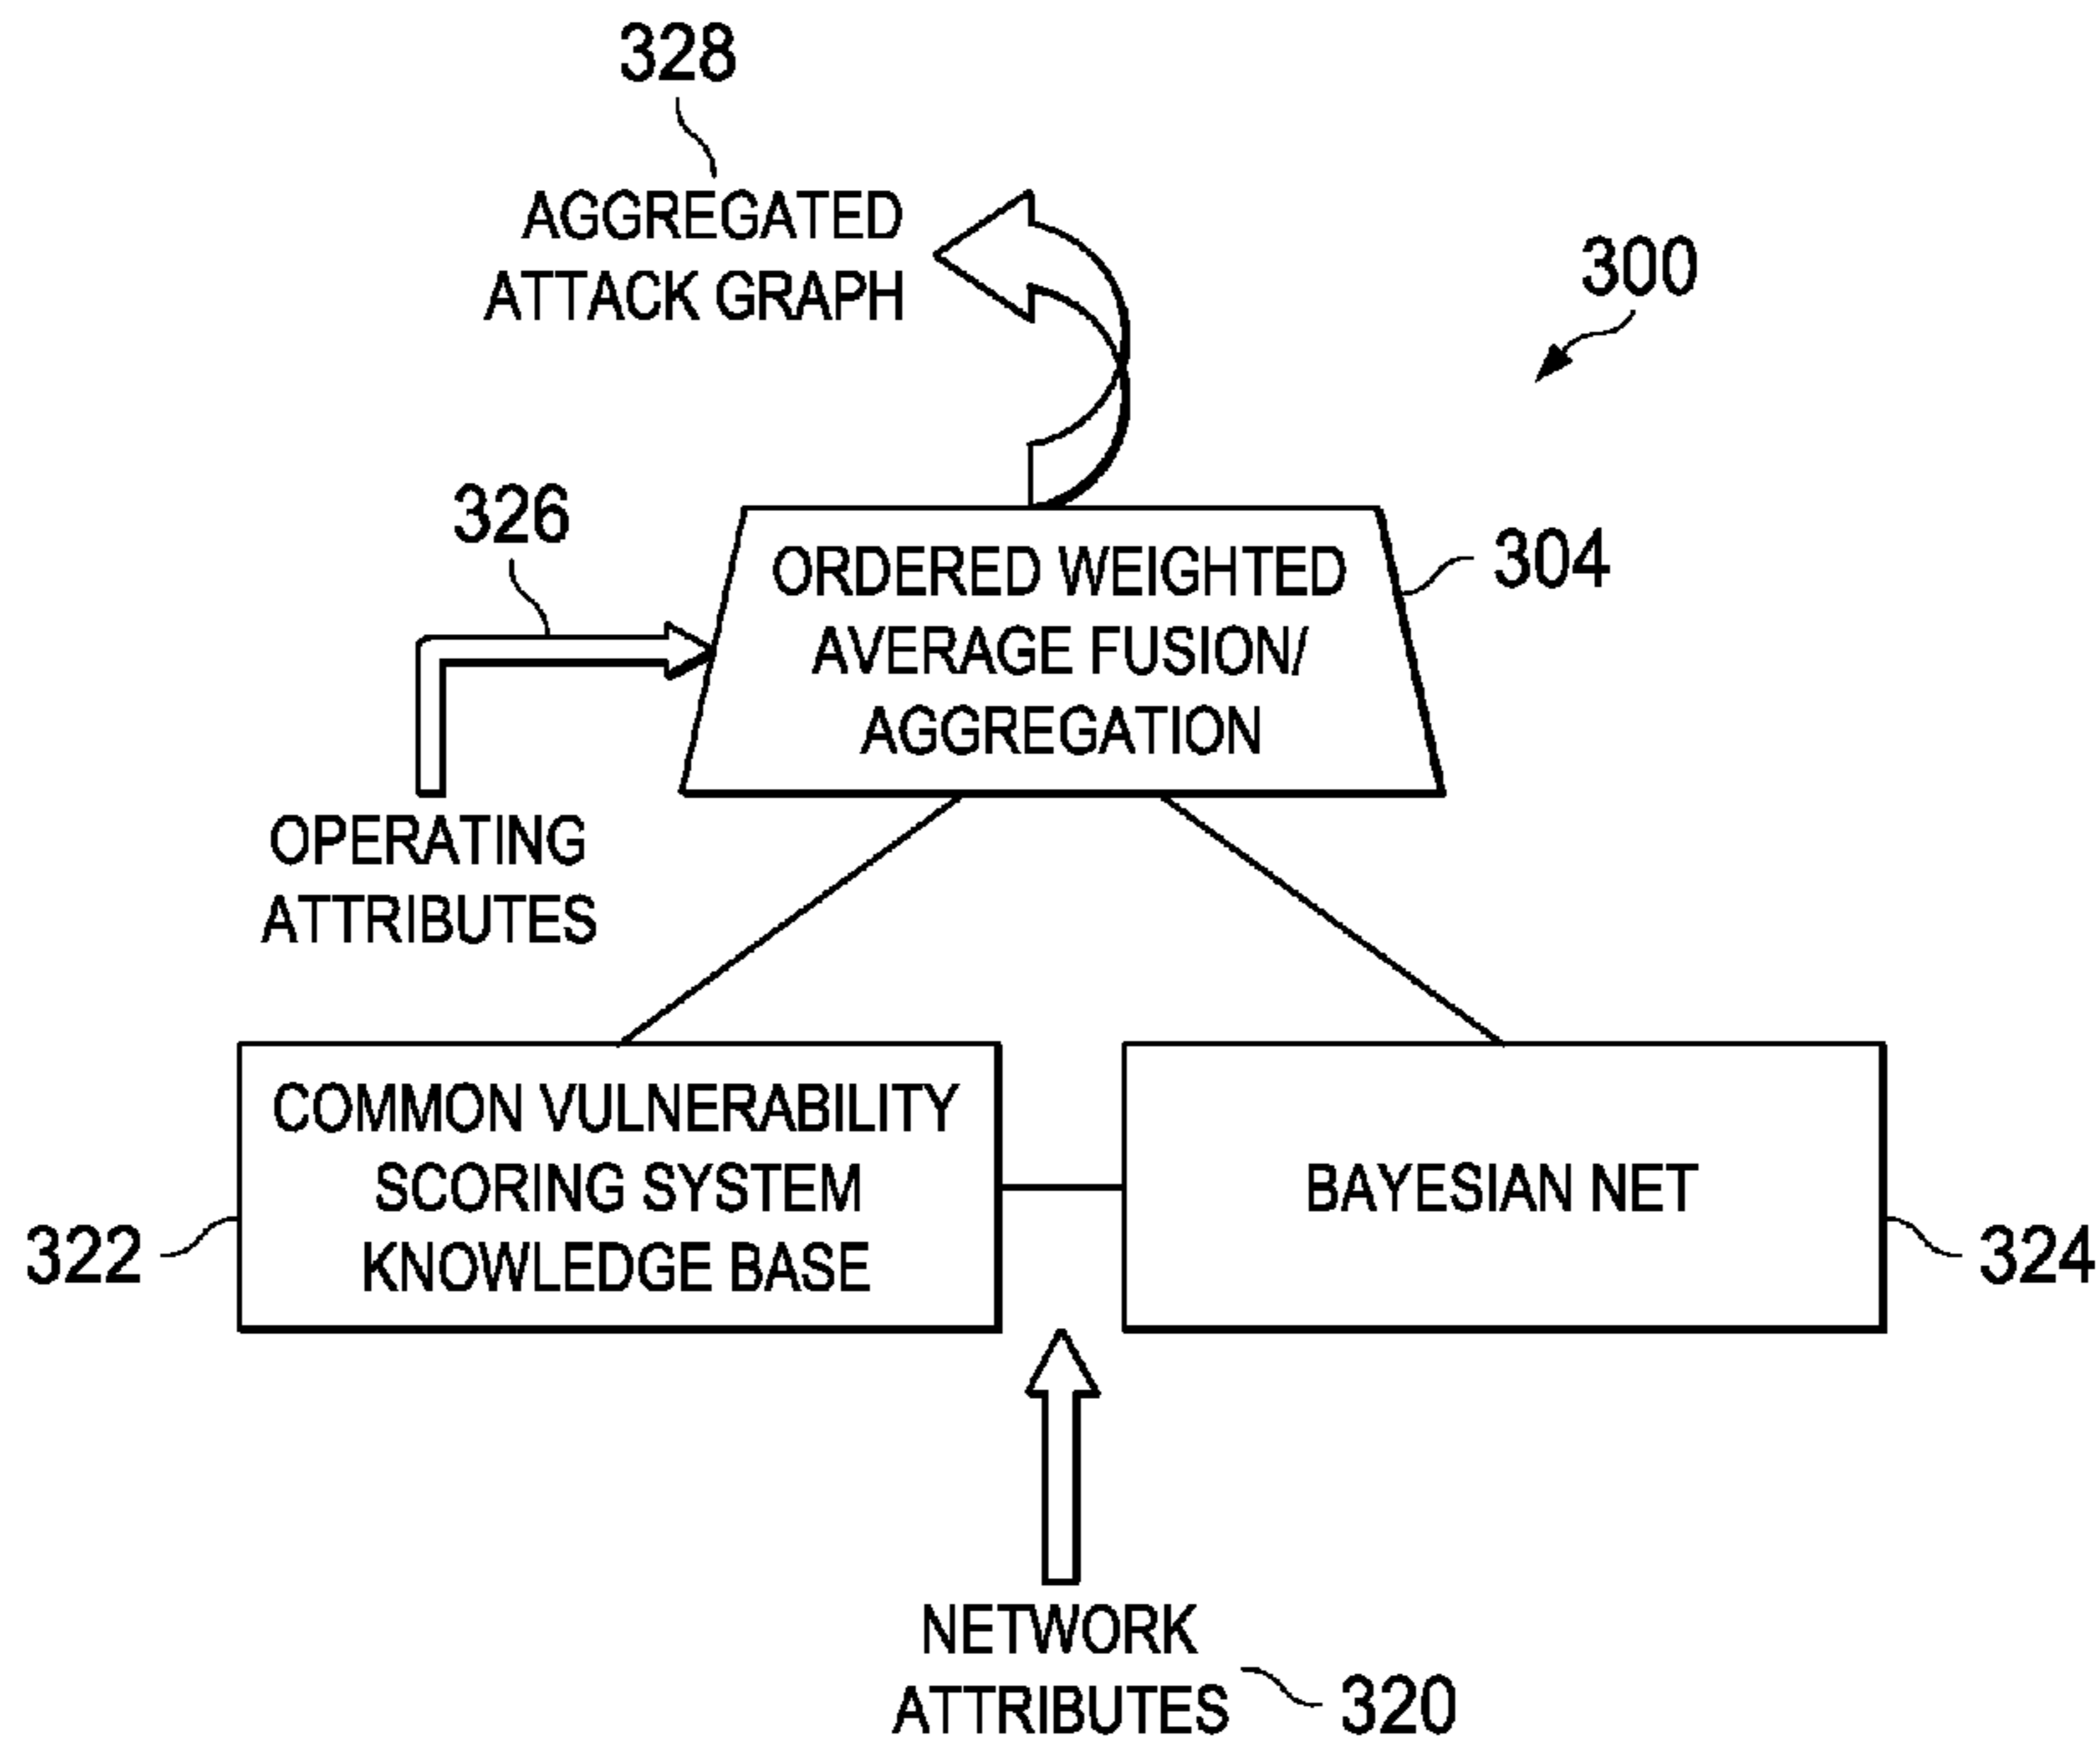 328
AGGREGATED
ATTACK GRAPH
300
326
ORDERED WEIGHTED
AVERAGE FUSION/
AGGREGATION
304
OPERATING
ATTRIBUTES
COMMON VULNERABILITY
SCORING SYSTEM
KNOWLEDGE BASE
322
BAYESIAN NET
324
NETWORK
ATTRIBUTES
320